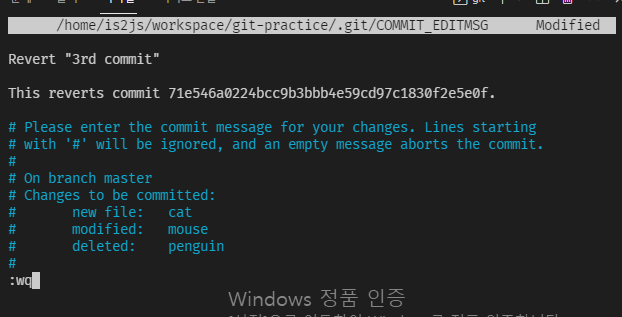 /home/is2js/workspace/git-practice/.git/COMMIT_EDITMSG Modified
Revert "3rd commit"
This reverts commit 71e546a0224bcc9b3bbb4e59cd97c1830f2e5e0f.
# Please enter the commit message for your changes. Lines starting
# with '#' will be ignored, and an empty message aborts the commit.
#
# On branch master
# Changes to be committed:
# new file: cat
# modified: mouse
# deleted: penguin
#
:wq
Windows 정품 인증